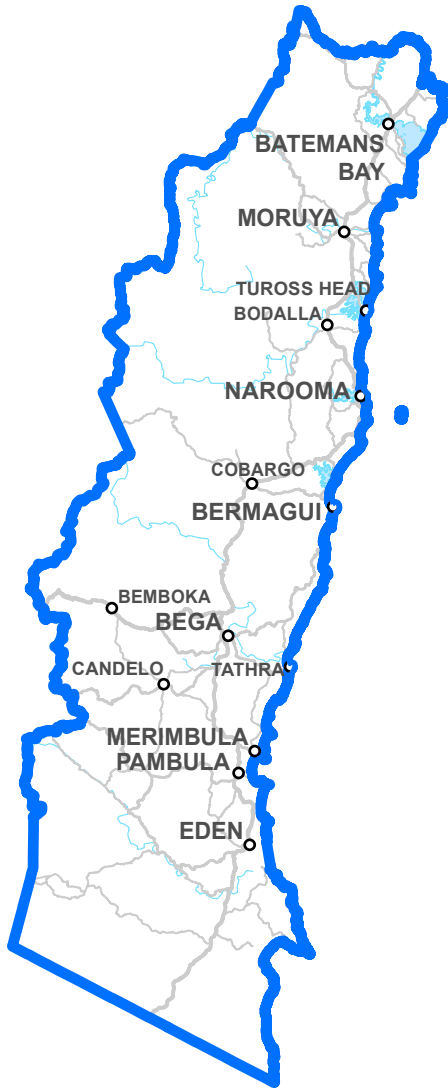 BATEMANS
BAY
MORUYA
TUROSS HEAD
BODALLA
NAROOMA
COBARGO
BERMAGUI
BEMBOKA
BEGA
CANDELO
TATHRA
MERIMBULA
PAMBULA
EDEN